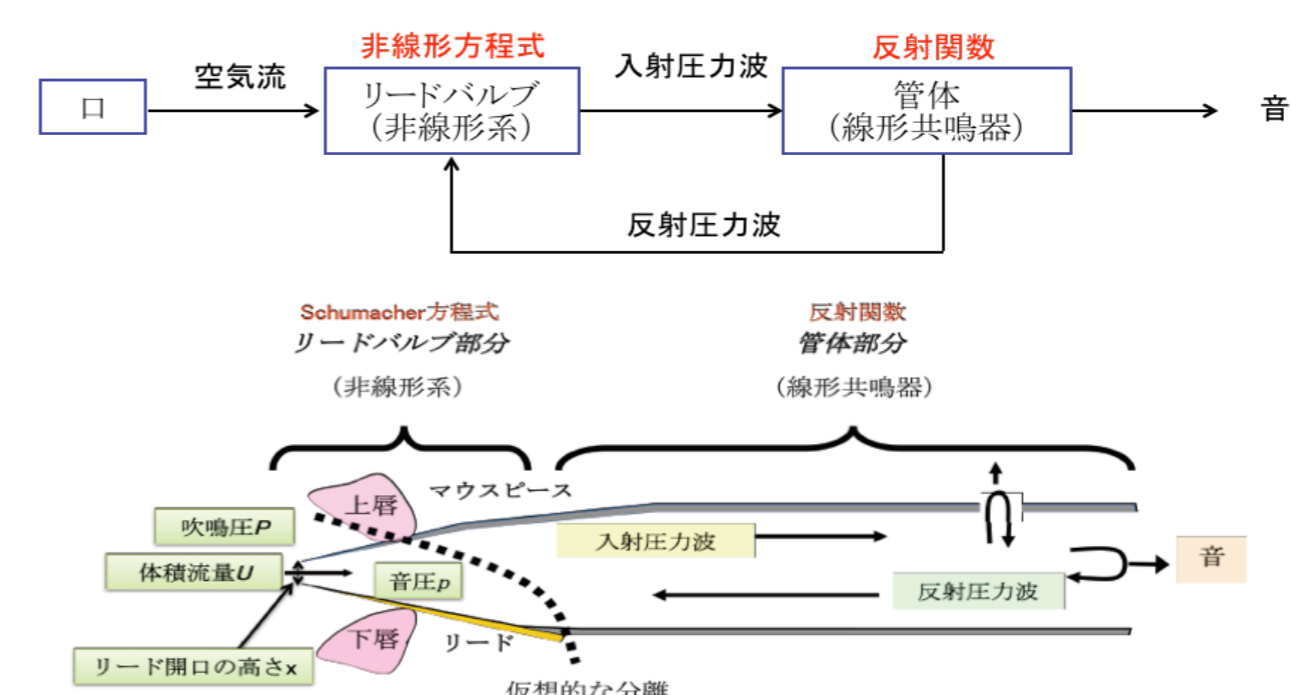 非線形方程式
反射関数
口
空気流
リードバルブ
（非線形系）
入射圧力波
管体
（線形共鳴器）
音
反射圧力波
Schumacher方程式
リードバルブ部分
（非線形系）
反射関数
管体部分
（線形共鳴器）
上唇
マウスピース
吹鳴圧P
体積流量U
音圧p
入射圧力波
反射圧力波
音
下唇
リード
リード開口の高さx
仮想的な分離